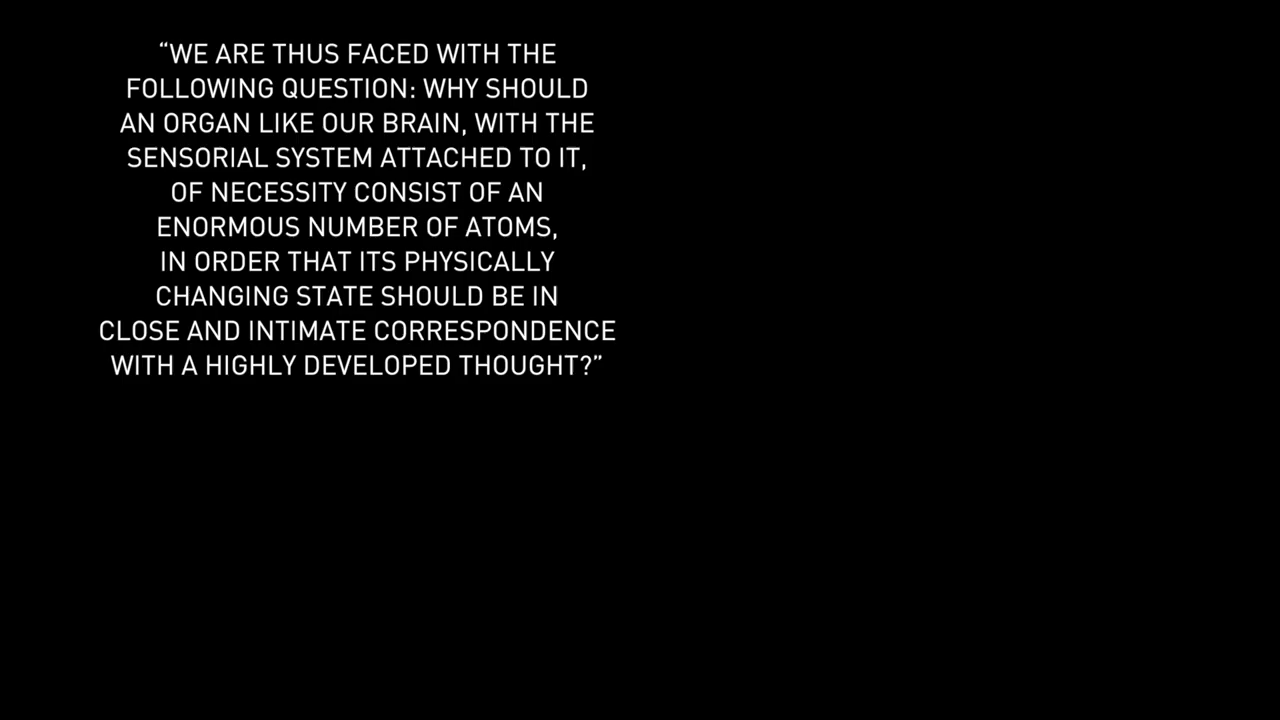 “WE ARE THUS FACED WITH THE
FOLLOWING QUESTION: WHY SHOULD
AN ORGAN LIKE OUR BRAIN, WITH THE
SENSORIAL SYSTEM ATTACHED TO IT,
OF NECESSITY CONSIST OF AN
ENORMOUS NUMBER OF ATOMS,
IN ORDER THAT ITS PHYSICALLY
CHANGING STATE SHOULD BE IN
CLOSE AND INTIMATE CORRESPONDENCE
WITH A HIGHLY DEVELOPED THOUGHT?”